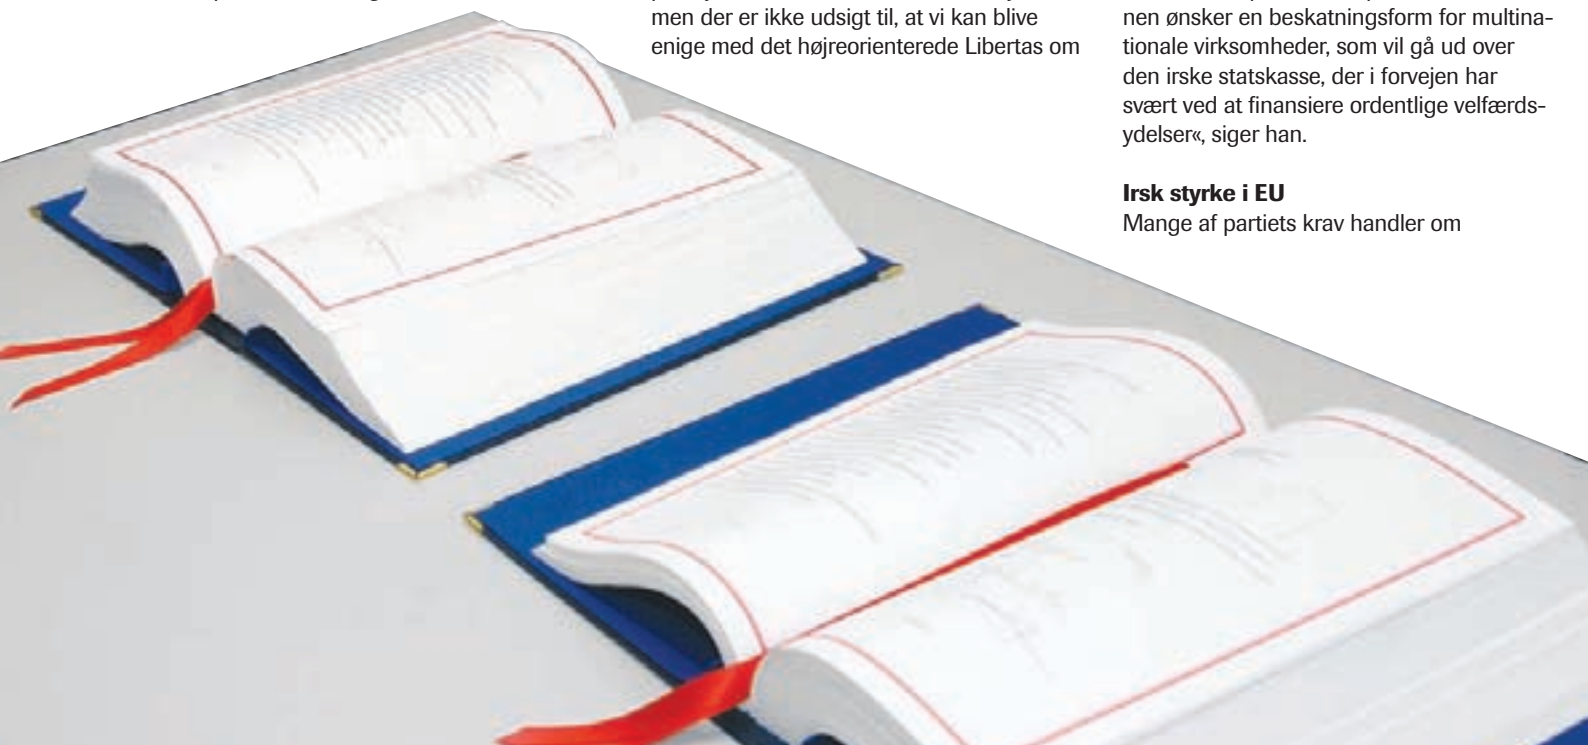 men der er ikke udsigt til, at vi kan blive
enige med det højreorienterede Libertas om
nen ønsker en beskatningsform for multina-
tionale virksomheder, som vil gå ud over
den irske statskasse, der i forvejen har
svært ved at finansiere ordentlige velfærds-
ydelser«, siger han.
Irsk styrke i EU
Mange af partiets krav handler om